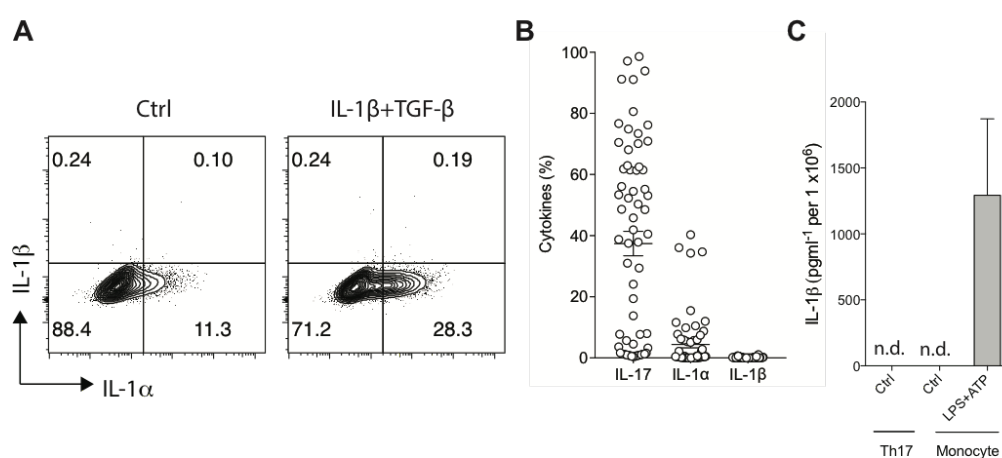 A
Ctrl
IL-1β+TGF-β
0.24
0.10
0.24
0.19
88.4
11.3
71.2
28.3
IL-1β
IL-1α
B
Cytokines (%)
100
80
60
40
20
0
IL-17
IL-1α
IL-1β
C
IL-1β (pgml⁻¹ per 1 x10⁶)
2000
1500
1000
500
0
n.d.
n.d.
Ctrl
Ctrl
LPS+ATP
Th17
Monocyte